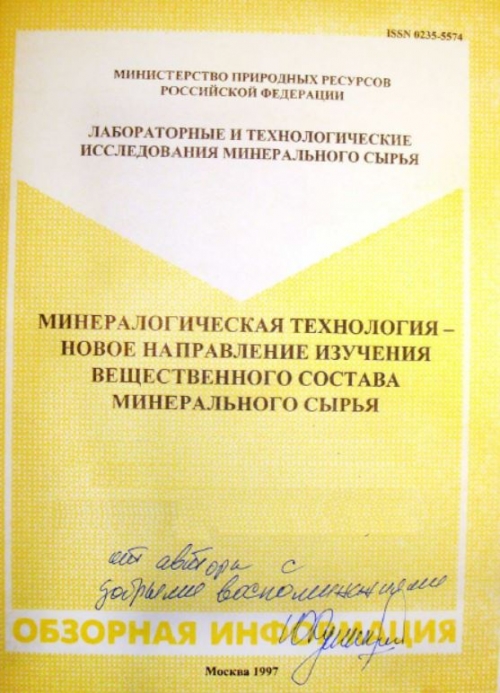 ISSN 0235-5574
МИНИСТЕРСТВО ПРИРОДНЫХ РЕСУРСОВ
РОССИЙСКОЙ ФЕДЕРАЦИИ
ЛАБОРАТОРНЫЕ И ТЕХНОЛОГИЧЕСКИЕ
ИССЛЕДОВАНИЯ МИНЕРАЛЬНОГО СЫРЬЯ
МИНЕРАЛОГИЧЕСКАЯ ТЕХНОЛОГИЯ –
НОВОЕ НАПРАВЛЕНИЕ ИЗУЧЕНИЯ
ВЕЩЕСТВЕННОГО СОСТАВА
МИНЕРАЛЬНОГО СЫРЬЯ
от автора с
добрыми воспоминаниями
ОБЗОРНАЯ ИНФОРМАЦИЯ
Москва 1997